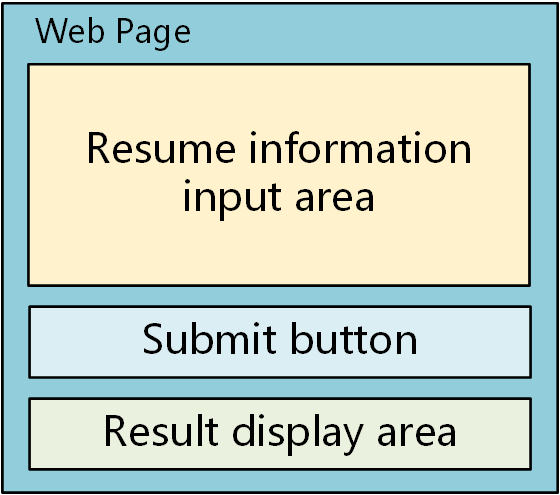 Web Page
Resume information
input area
Submit button
Result display area